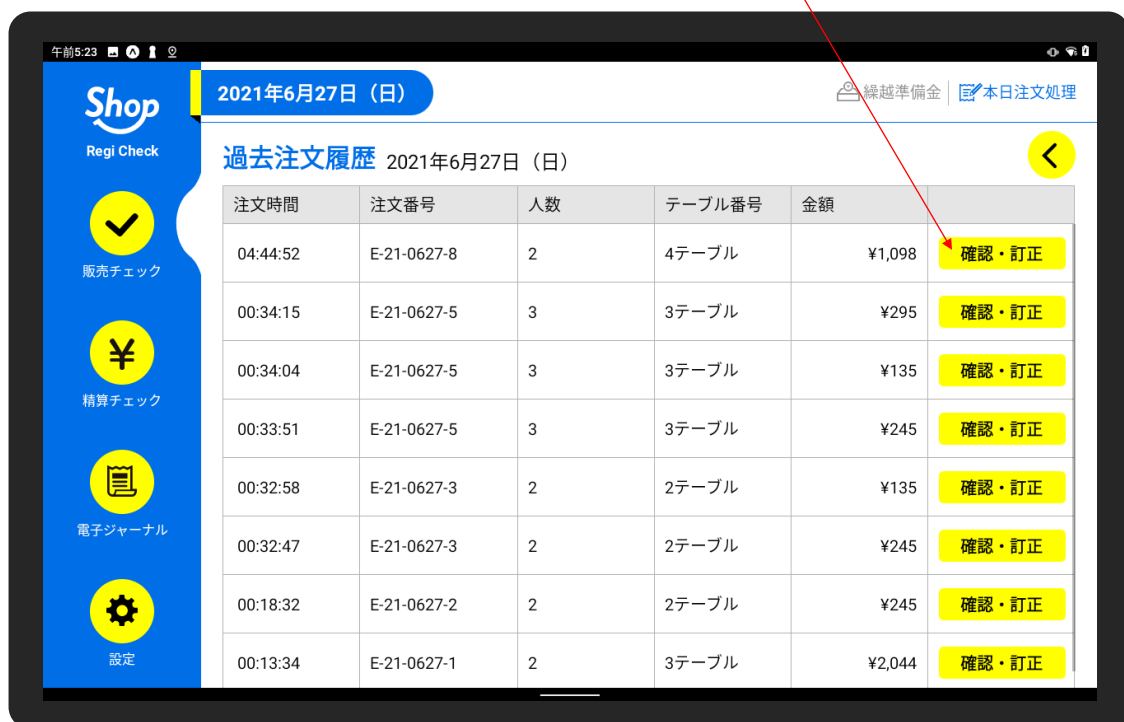 午前5:23
Shop
Regi Check
販売チェック
精算チェック
電子ジャーナル
設定
2021年6月27日（日）
繰越準備金 本日注文処理
過去注文履歴 2021年6月27日（日）
注文時間 注文番号 人数 テーブル番号 金額
04:44:52 E-21-0627-8 2 4テーブル ¥1,098 確認・訂正
00:34:15 E-21-0627-5 3 3テーブル ¥295 確認・訂正
00:34:04 E-21-0627-5 3 3テーブル ¥135 確認・訂正
00:33:51 E-21-0627-5 3 3テーブル ¥245 確認・訂正
00:32:58 E-21-0627-3 2 2テーブル ¥135 確認・訂正
00:32:47 E-21-0627-3 2 2テーブル ¥245 確認・訂正
00:18:32 E-21-0627-2 2 2テーブル ¥245 確認・訂正
00:13:34 E-21-0627-1 2 3テーブル ¥2,044 確認・訂正